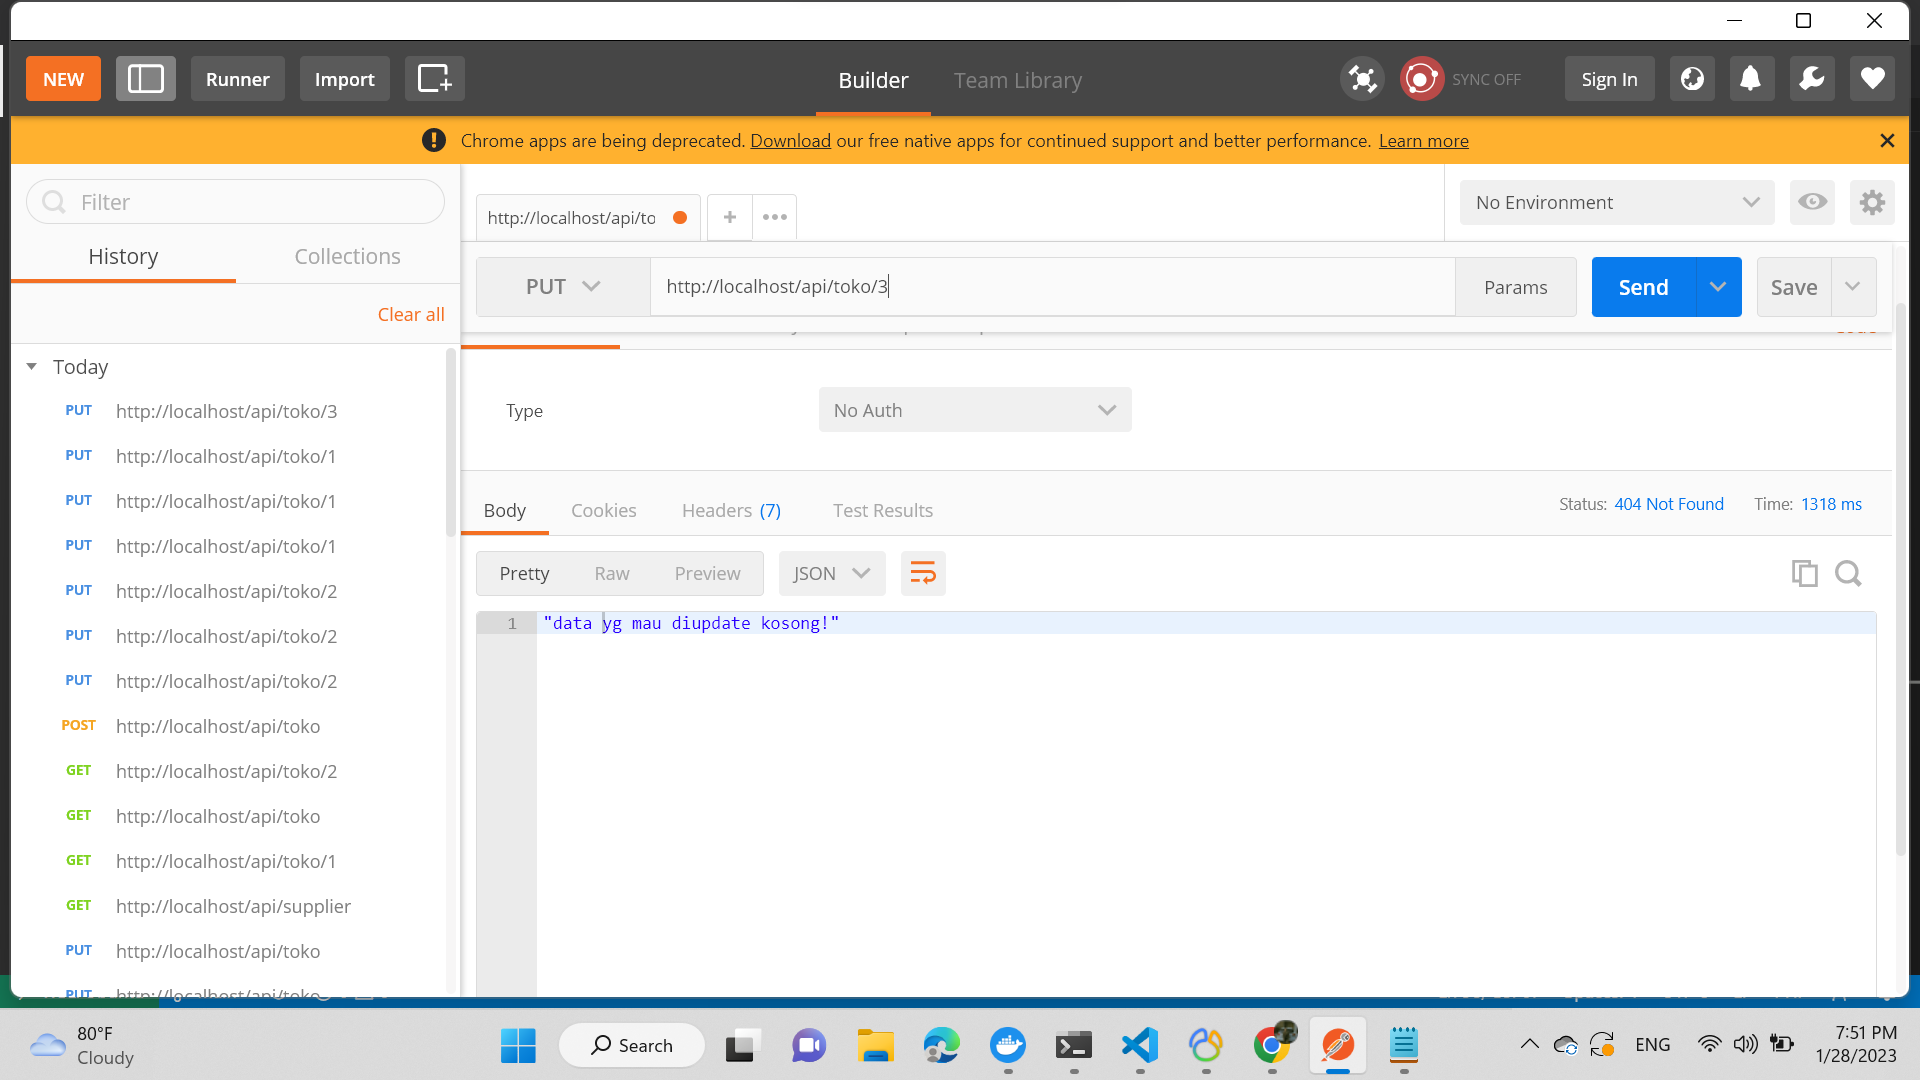 NEW
Runner
Import
Builder
Team Library
SYNC OFF
Sign In
Chrome apps are being deprecated. Download our free native apps for continued support and better performance. Learn more
Filter
History
Collections
Clear all
Today
PUT http://localhost/api/toko/3
PUT http://localhost/api/toko/1
PUT http://localhost/api/toko/1
PUT http://localhost/api/toko/1
PUT http://localhost/api/toko/2
PUT http://localhost/api/toko/2
PUT http://localhost/api/toko/2
POST http://localhost/api/toko
GET http://localhost/api/toko/2
GET http://localhost/api/toko
GET http://localhost/api/toko/1
GET http://localhost/api/supplier
PUT http://localhost/api/toko
PUT http://localhost/api/toko
http://localhost/api/to
No Environment
PUT
http://localhost/api/toko/3
Params
Send
Save
Type
No Auth
Body
Cookies
Headers (7)
Test Results
Status: 404 Not Found
Time: 1318 ms
Pretty
Raw
Preview
JSON
1 "data yg mau diupdate kosong!"
80°F
Cloudy
Search
ENG
7:51 PM
1/28/2023